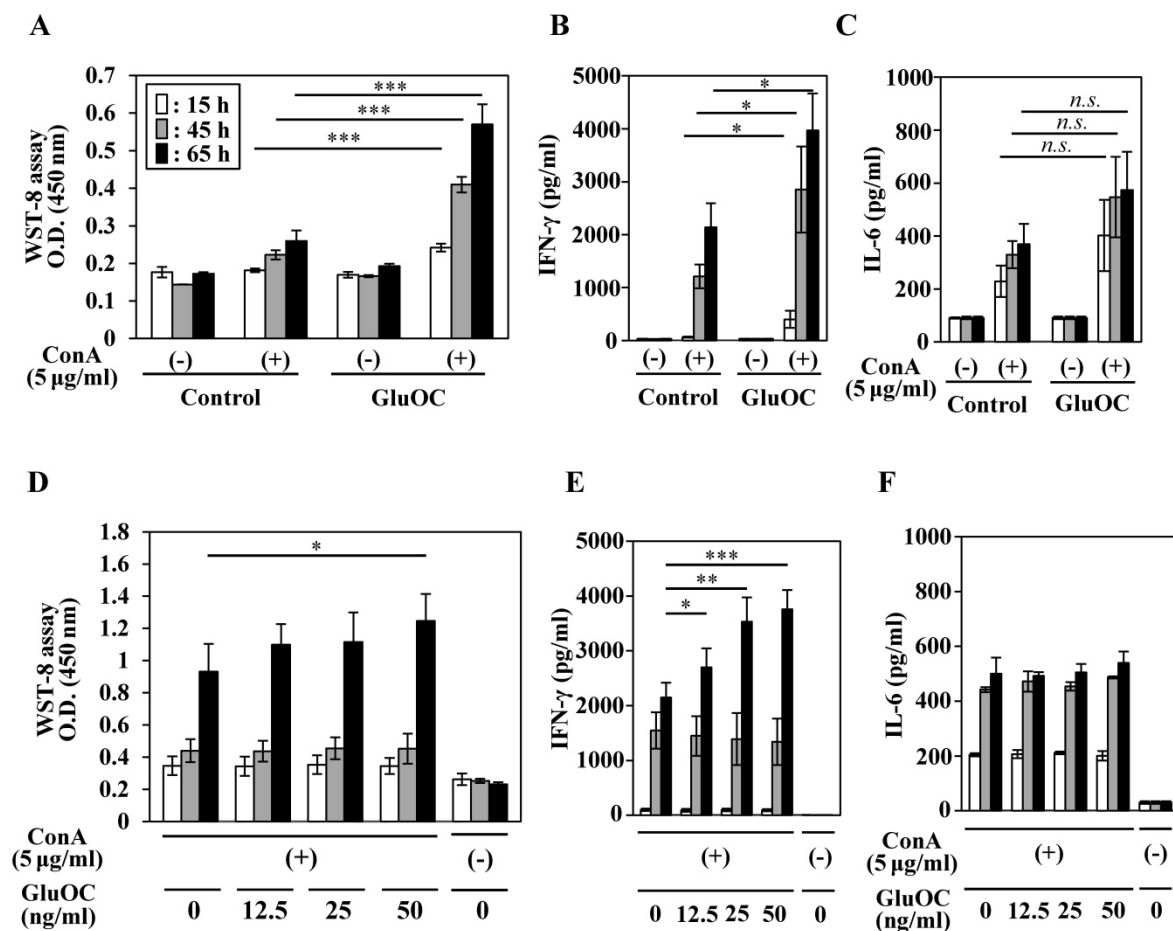 A
WST-8 assay
O.D. (450 nm)
0.7
0.6
0.5
0.4
0.3
0.2
0.1
0
: 15 h
: 45 h
: 65 h
***
***
***
ConA
(5 μg/ml)
(-) (+) (-) (+)
Control GluOC
B
IFN-γ (pg/ml)
5000
4000
3000
2000
1000
0
*
*
*
(-) (+) (-) (+)
Control GluOC
C
IL-6 (pg/ml)
1000
800
600
400
200
0
n.s.
n.s.
n.s.
ConA
(5 μg/ml)
(-) (+) (-) (+)
Control GluOC
D
WST-8 assay
O.D. (450 nm)
1.8
1.6
1.4
1.2
1
0.8
0.6
0.4
0.2
0
*
ConA
(5 μg/ml)
(+) (-)
GluOC
(ng/ml)
0 12.5 25 50 0
E
IFN-γ (pg/ml)
5000
4000
3000
2000
1000
0
***
**
*
(+) (-)
0 12.5 25 50 0
F
IL-6 (pg/ml)
1000
800
600
400
200
0
ConA
(5 μg/ml)
(+) (-)
GluOC
(ng/ml)
0 12.5 25 50 0